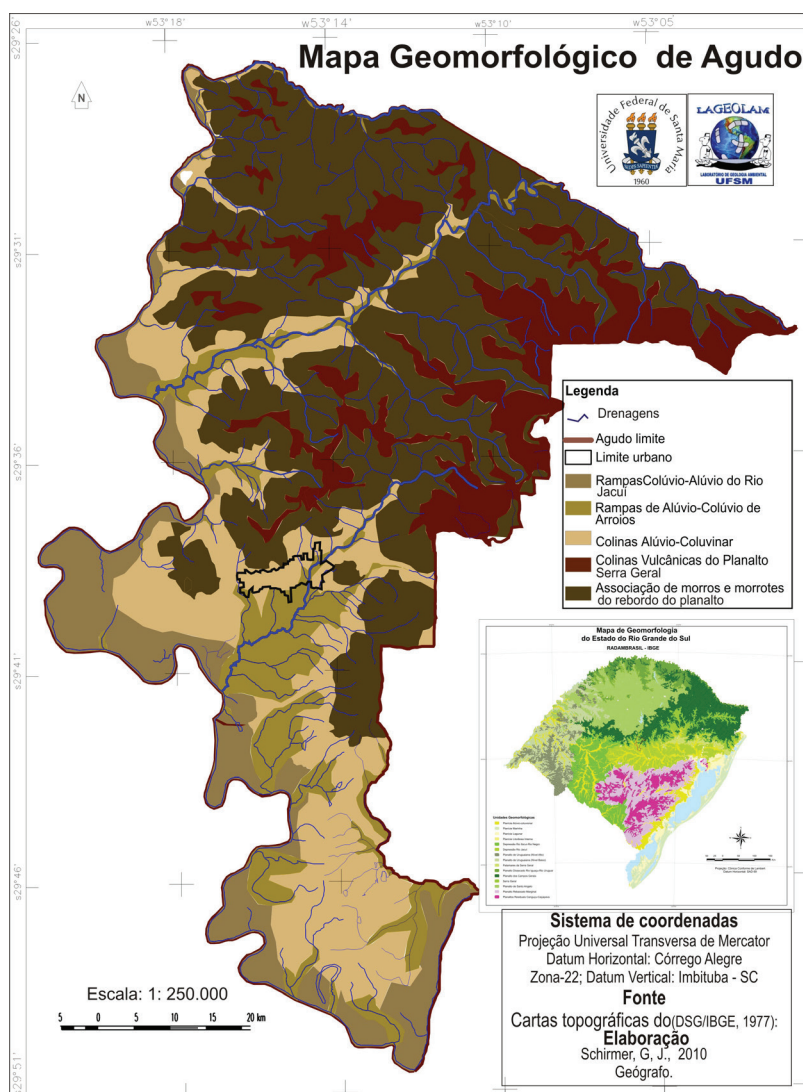 w53°18'
w53°14'
w53°10'
w53°05'
s29°26'
s29°31'
s29°36'
s29°41'
s29°46'
s29°51'
Mapa Geomorfológico de Agudo
N
Universidade Federal de Santa Maria
1960
LAGEOLAM
LABORATÓRIO DE GEOLOGIA AMBIENTAL
UFSM
Legenda
Drenagens
Agudo limite
Limite urbano
RampasColúvio-Alúvio do Rio
Jacuí
Rampas de Alúvio-Colúvio de
Arroios
Colinas Alúvio-Coluvinar
Colinas Vulcânicas do Planalto
Serra Geral
Associação de morros e morrotes
do rebordo do planalto
Mapa de Geomorfologia
do Estado do Rio Grande do Sul
RADAMBRASIL - IBGE
Unidades Geomorfológicas
Escala: 1: 250.000
5 0 5 10 15 20 km
Sistema de coordenadas
Projeção Universal Transversa de Mercator
Datum Horizontal: Córrego Alegre
Zona-22; Datum Vertical: Imbituba - SC
Fonte
Cartas topográficas do(DSG/IBGE, 1977):
Elaboração
Schirmer, G, J., 2010
Geógrafo.